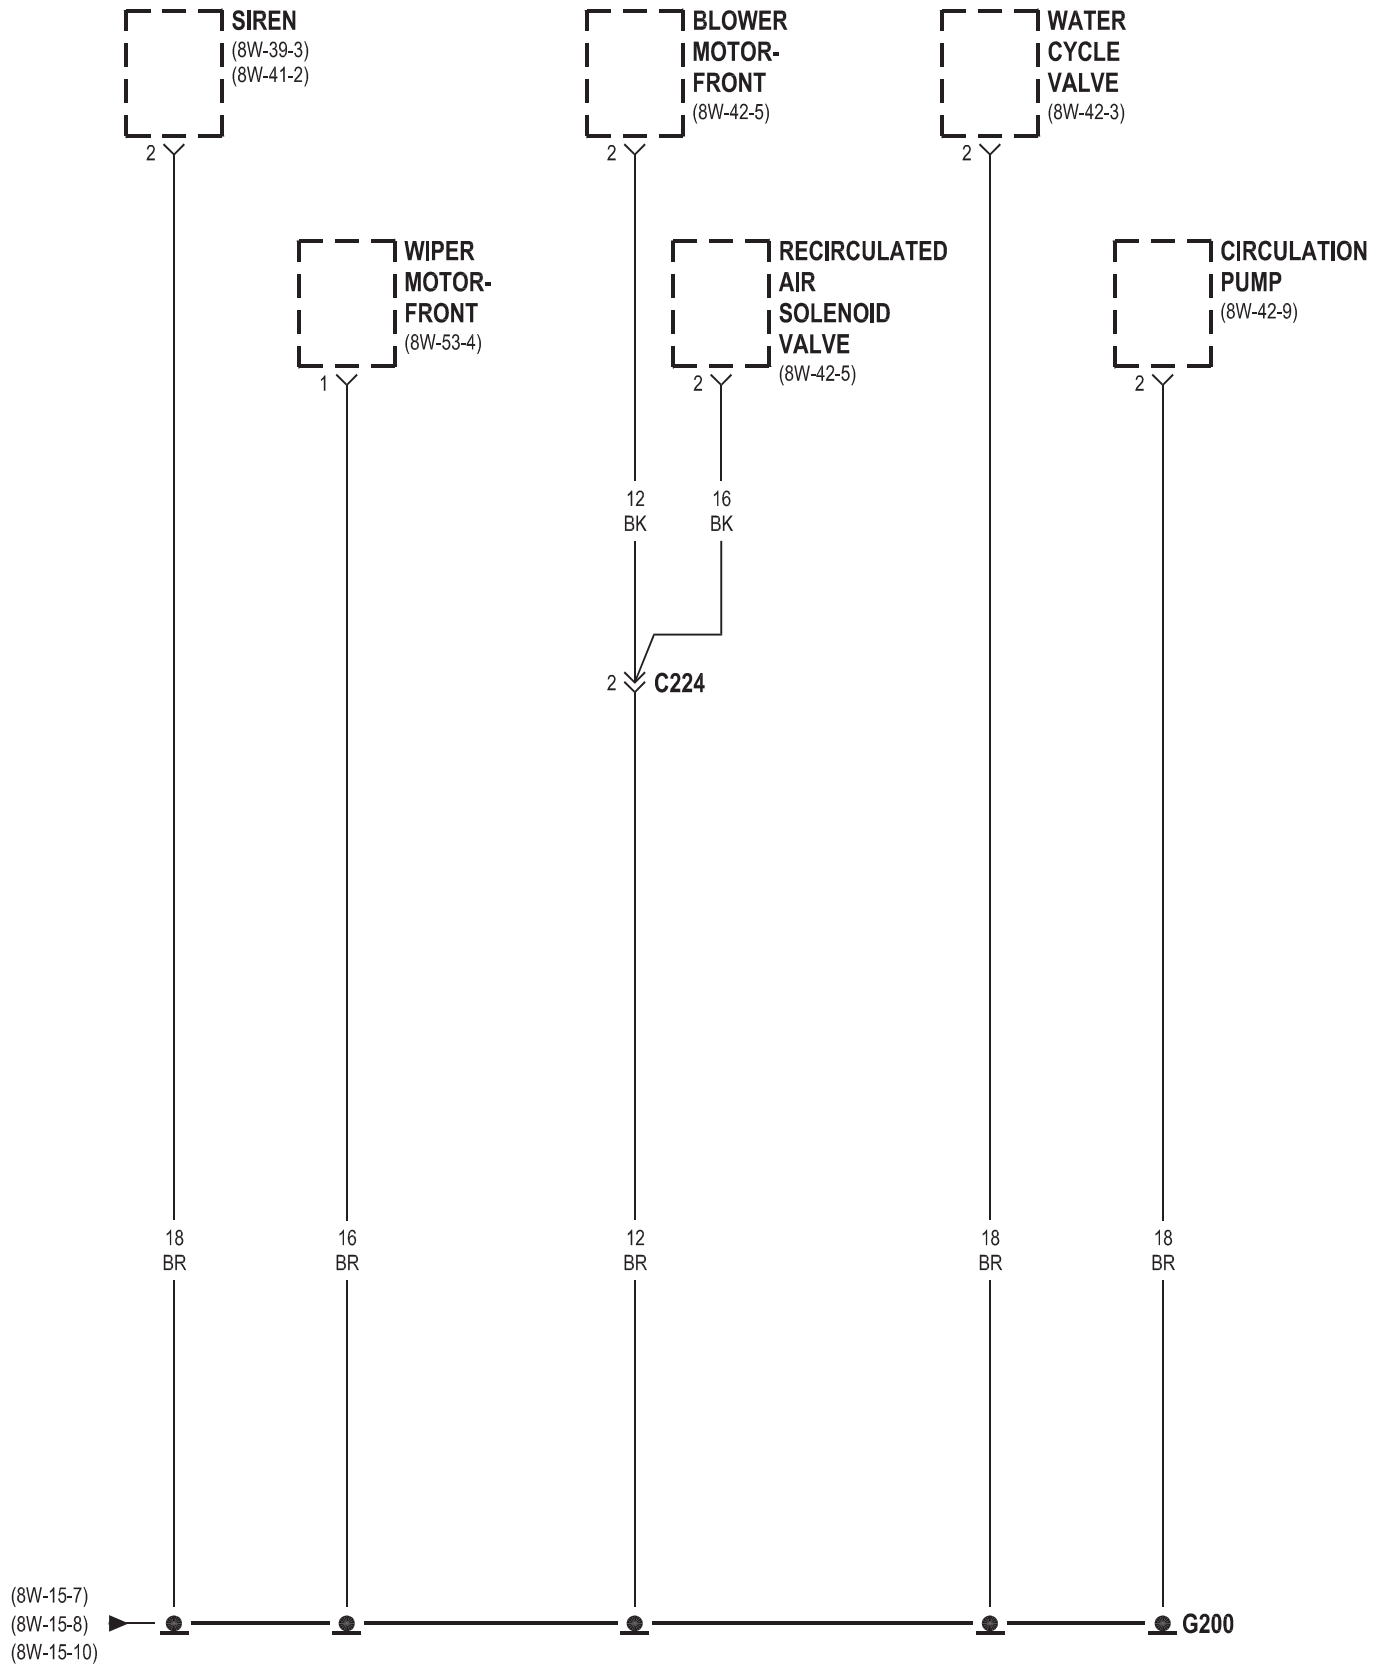 SIREN
(8W-39-3)
(8W-41-2)
2
BLOWER
MOTOR-
FRONT
(8W-42-5)
2
WATER
CYCLE
VALVE
(8W-42-3)
2
WIPER
MOTOR-
FRONT
(8W-53-4)
1
RECIRCULATED
AIR
SOLENOID
VALVE
(8W-42-5)
2
CIRCULATION
PUMP
(8W-42-9)
2
12
BK
16
BK
2
C224
18
BR
16
BR
12
BR
18
BR
18
BR
(8W-15-7)
(8W-15-8)
(8W-15-10)
G200